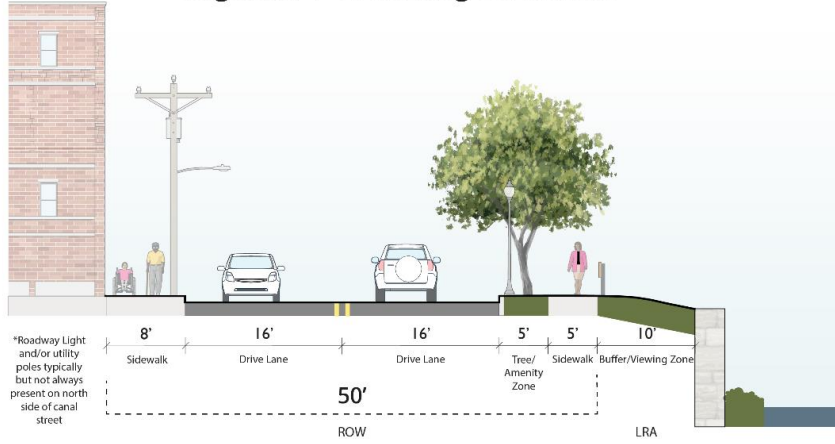 8'
16'
16'
5'
5'
10'
Sidewalk
Drive Lane
Drive Lane
Tree/
Amenity
Zone
Sidewalk
Buffer/Viewing Zone
*Roadway Light
and/or utility
poles typically
but not always
present on north
side of canal
street
50'
ROW
LRA